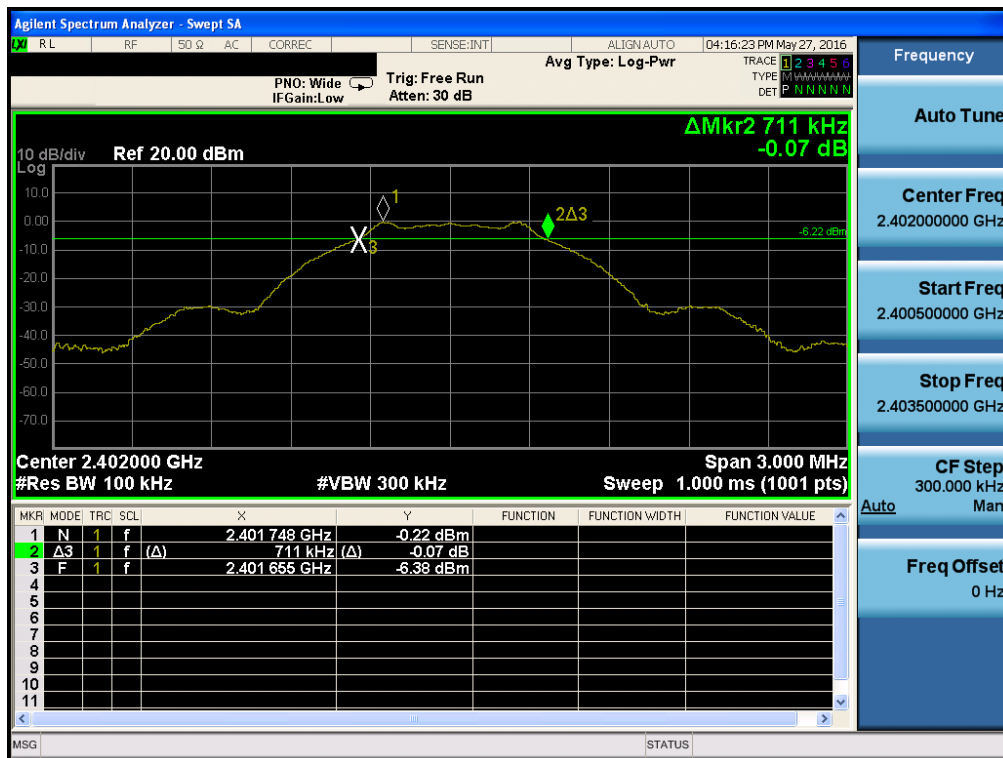 Agilent Spectrum Analyzer - Swept SA
LXI RL RF 50 Ω AC CORREC SENSE:INT ALIGN AUTO 04:16:23 PM May 27, 2016
Avg Type: Log-Pwr TRACE 1 2 3 4 5 6
PNO: Wide Trig: Free Run TYPE M
IFGain:Low Atten: 30 dB DET P N N N N N
ΔMkr2 711 kHz
-0.07 dB
10 dB/div Ref 20.00 dBm
Log
10.0
0.00
-10.0
-20.0
-30.0
-40.0
-50.0
-60.0
-70.0
1
2Δ3
-6.22 dBm
3
Center 2.402000 GHz Span 3.000 MHz
#Res BW 100 kHz #VBW 300 kHz Sweep 1.000 ms (1001 pts)
MKR MODE TRC SCL X Y FUNCTION FUNCTION WIDTH FUNCTION VALUE
1 N 1 f 2.401 748 GHz -0.22 dBm
2 Δ3 1 f (Δ) 711 kHz (Δ) -0.07 dB
3 F 1 f 2.401 655 GHz -6.38 dBm
4
5
6
7
8
9
10
11
MSG STATUS
Frequency
Auto Tune
Center Freq
2.402000000 GHz
Start Freq
2.400500000 GHz
Stop Freq
2.403500000 GHz
CF Step
300.000 kHz
Auto Man
Freq Offset
0 Hz